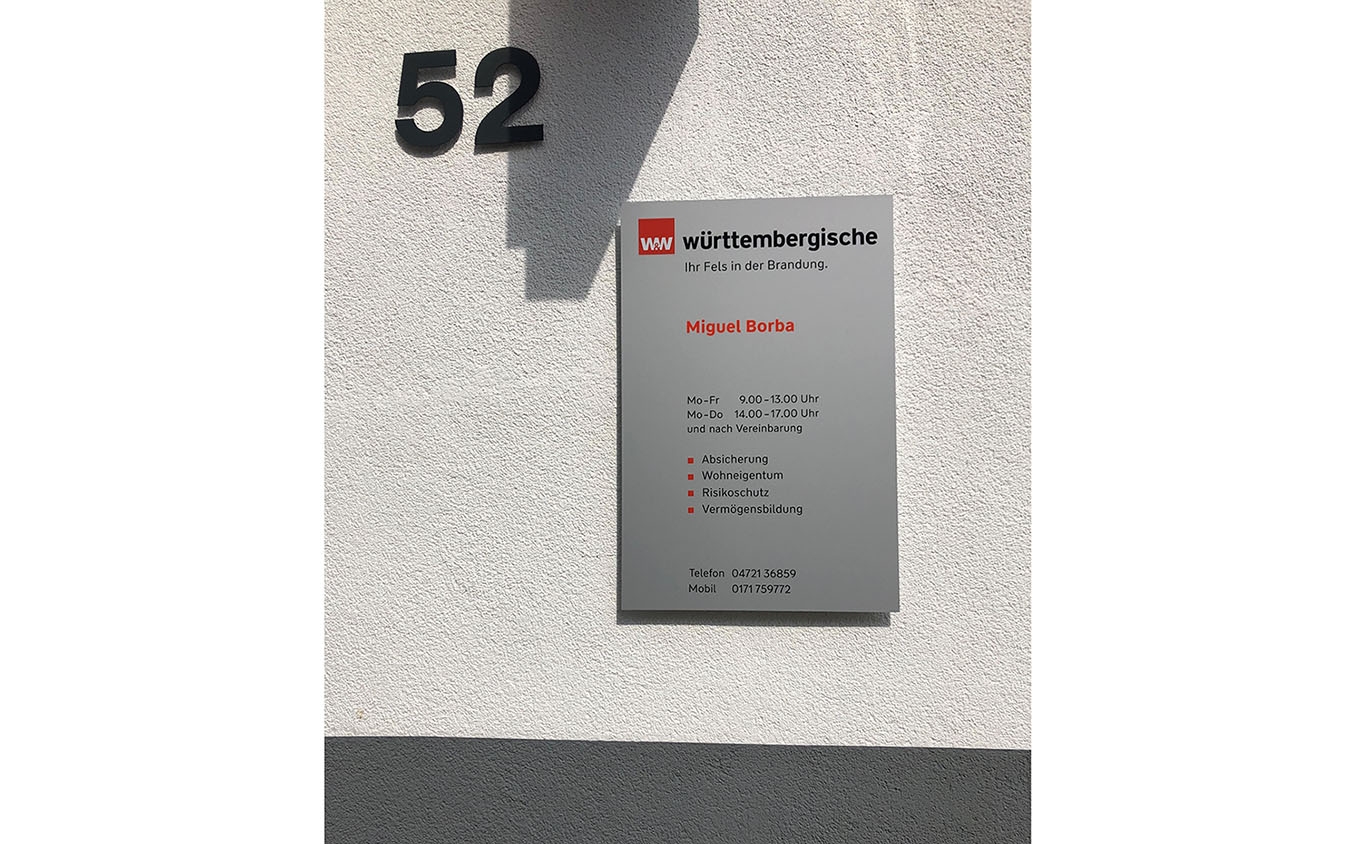 52
W&W württembergische
Ihr Fels in der Brandung.
Miguel Borba
Mo-Fr 9.00-13.00 Uhr
Mo-Do 14.00-17.00 Uhr
und nach Vereinbarung
Absicherung
Wohneigentum
Risikoschutz
Vermögensbildung
Telefon 04721 36859
Mobil 0171 759772